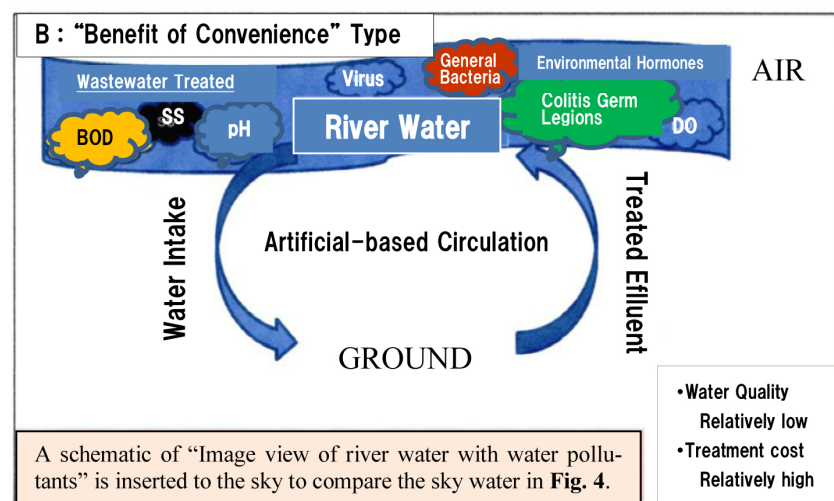 B : “Benefit of Convenience” Type
AIR
Wastewater Treated
Virus
General
Bacteria
Environmental Hormones
BOD
SS
pH
River Water
Colitis Germ
Legions
DO
Water Intake
Artificial-based Circulation
Treated Eflluent
GROUND
•Water Quality
Relatively low
•Treatment cost
Relatively high
A schematic of “Image view of river water with water pollu-
tants” is inserted to the sky to compare the sky water in Fig. 4.